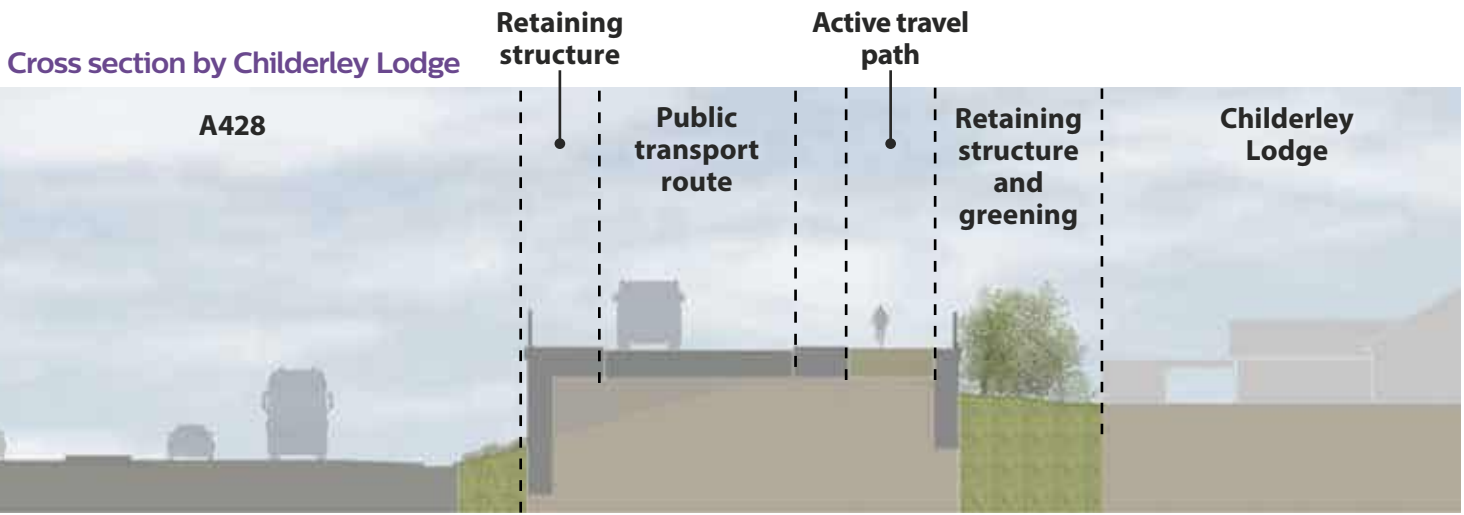 Cross section by Childerley Lodge
A428
Retaining
structure
Public
transport
route
Active travel
path
Retaining
structure
and
greening
Childerley
Lodge